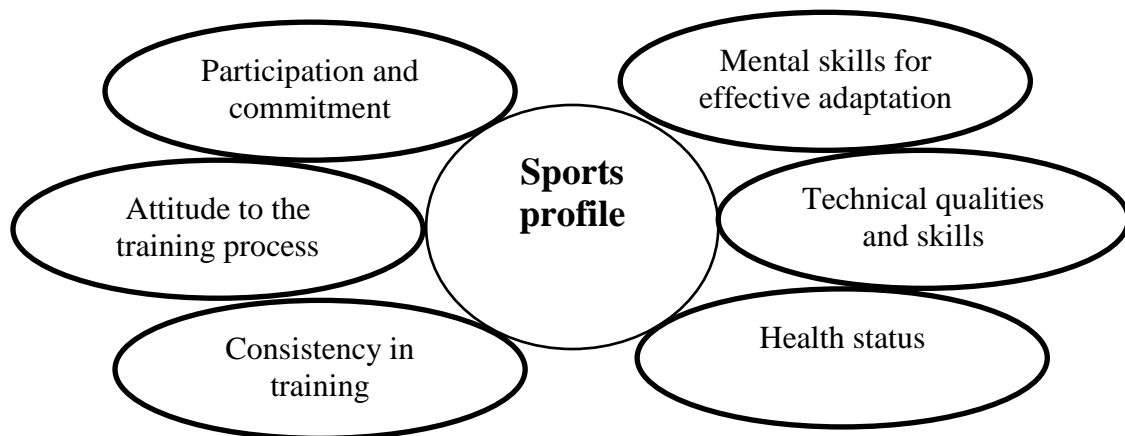 Participation and
commitment
Mental skills for
effective adaptation
Sports
profile
Attitude to the
training process
Technical qualities
and skills
Consistency in
training
Health status